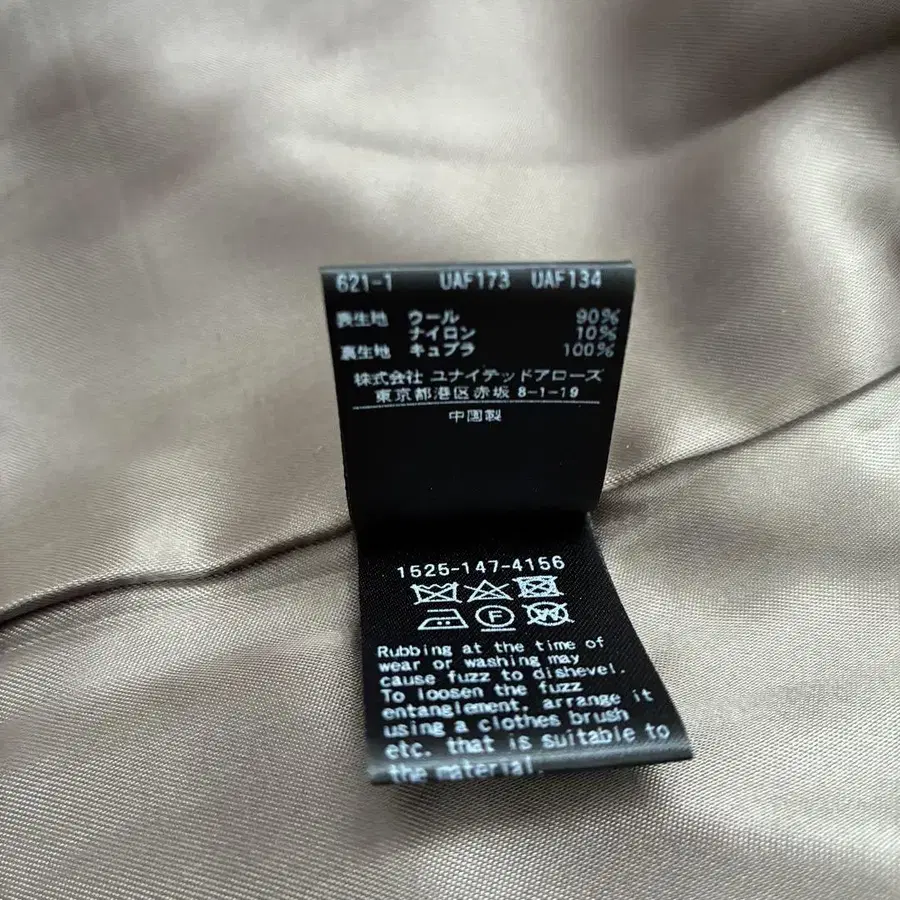 621-1 UAF173 UAF134
表生地 ウール 90%
ナイロン 10%
裏生地 キュプラ 100%
株式会社 ユナイテッドアローズ
東京都港区赤坂 8-1-19
中国製
1525-147-4156
Rubbing at the time of
wear or washing may
cause fuzz to dishevel.
To loosen the fuzz
entanglement, arrange it
using a clothes brush
etc. that is suitable to
the material.